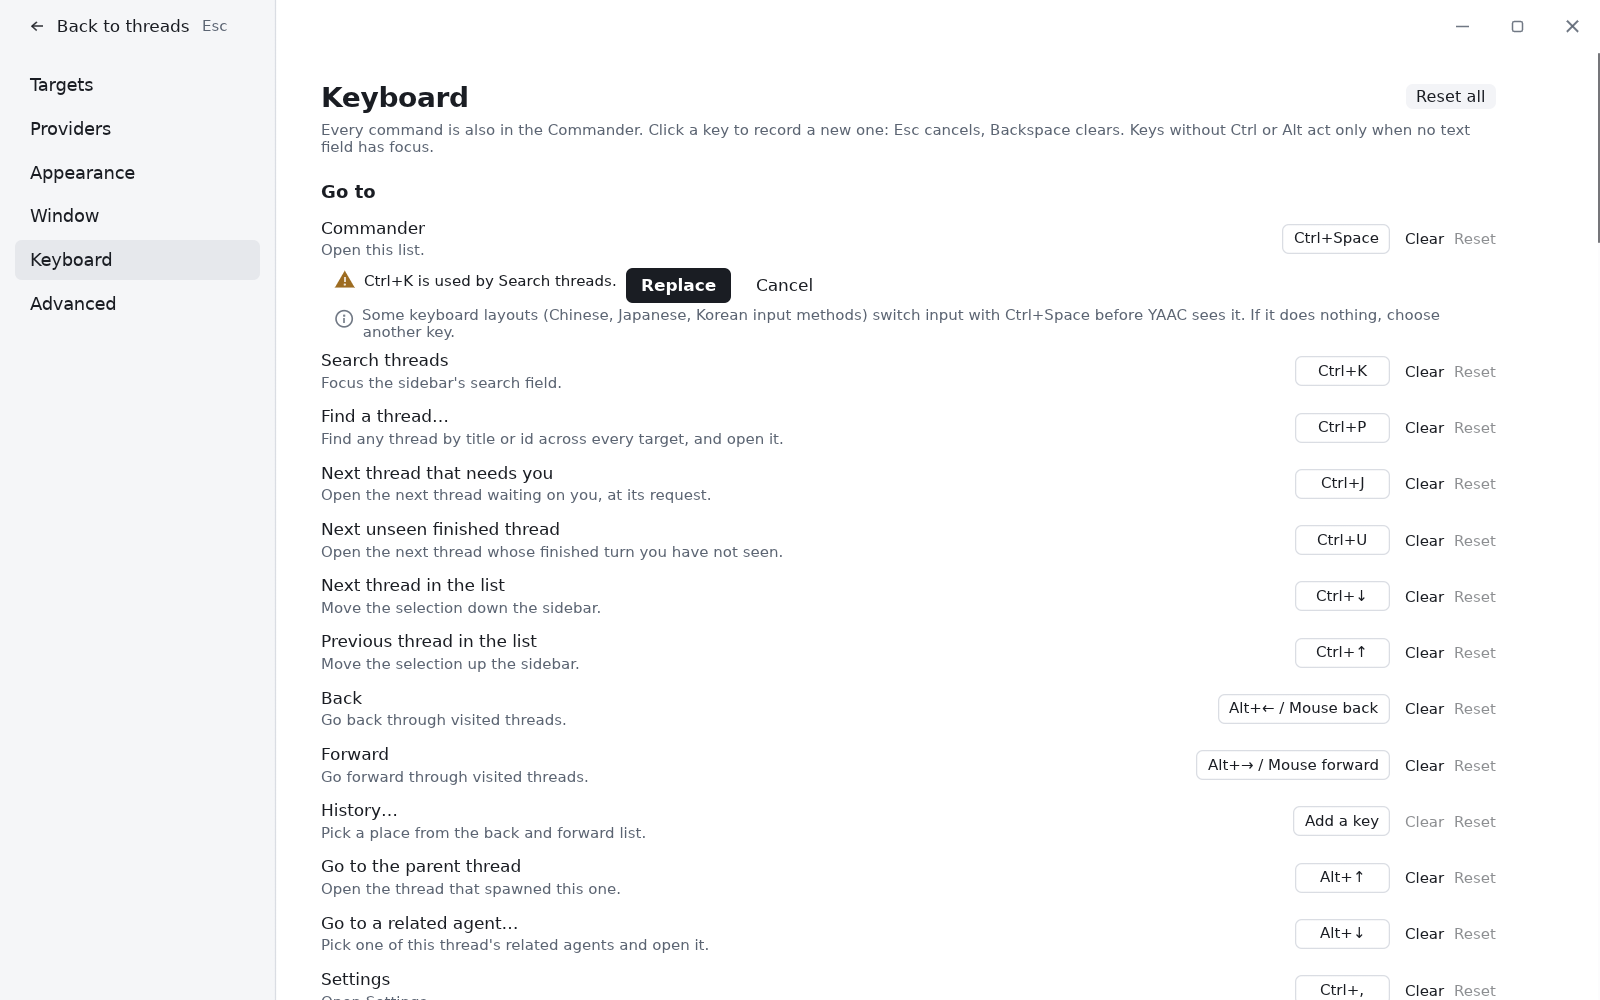 Back to threads Esc
Targets
Providers
Appearance
Window
Keyboard
Advanced
Keyboard
Reset all
Every command is also in the Commander. Click a key to record a new one: Esc cancels, Backspace clears. Keys without Ctrl or Alt act only when no text
field has focus.
Go to
Commander
Open this list.
Ctrl+Space Clear Reset
Ctrl+K is used by Search threads. Replace Cancel
Some keyboard layouts (Chinese, Japanese, Korean input methods) switch input with Ctrl+Space before YAAC sees it. If it does nothing, choose
another key.
Search threads
Focus the sidebar's search field.
Ctrl+K Clear Reset
Find a thread…
Find any thread by title or id across every target, and open it.
Ctrl+P Clear Reset
Next thread that needs you
Open the next thread waiting on you, at its request.
Ctrl+J Clear Reset
Next unseen finished thread
Open the next thread whose finished turn you have not seen.
Ctrl+U Clear Reset
Next thread in the list
Move the selection down the sidebar.
Ctrl+↓ Clear Reset
Previous thread in the list
Move the selection up the sidebar.
Ctrl+↑ Clear Reset
Back
Go back through visited threads.
Alt+← / Mouse back Clear Reset
Forward
Go forward through visited threads.
Alt+→ / Mouse forward Clear Reset
History…
Pick a place from the back and forward list.
Add a key Clear Reset
Go to the parent thread
Open the thread that spawned this one.
Alt+↑ Clear Reset
Go to a related agent…
Pick one of this thread's related agents and open it.
Alt+↓ Clear Reset
Settings
Open Settings.
Ctrl+, Clear Reset